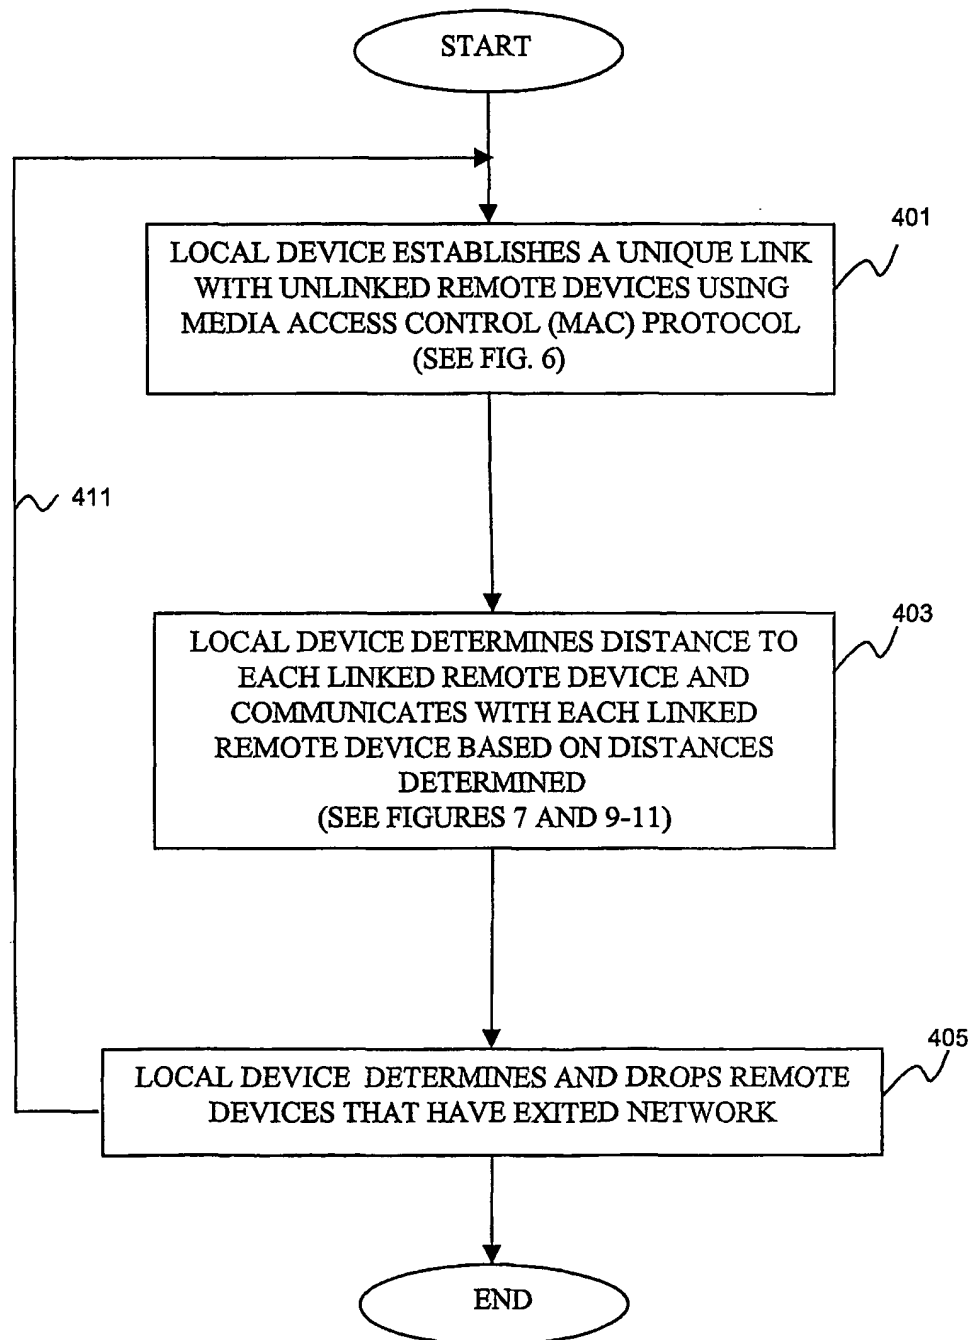 START
401
LOCAL DEVICE ESTABLISHES A UNIQUE LINK
WITH UNLINKED REMOTE DEVICES USING
MEDIA ACCESS CONTROL (MAC) PROTOCOL
(SEE FIG. 6)
411
403
LOCAL DEVICE DETERMINES DISTANCE TO
EACH LINKED REMOTE DEVICE AND
COMMUNICATES WITH EACH LINKED
REMOTE DEVICE BASED ON DISTANCES
DETERMINED
(SEE FIGURES 7 AND 9-11)
405
LOCAL DEVICE DETERMINES AND DROPS REMOTE
DEVICES THAT HAVE EXITED NETWORK
END